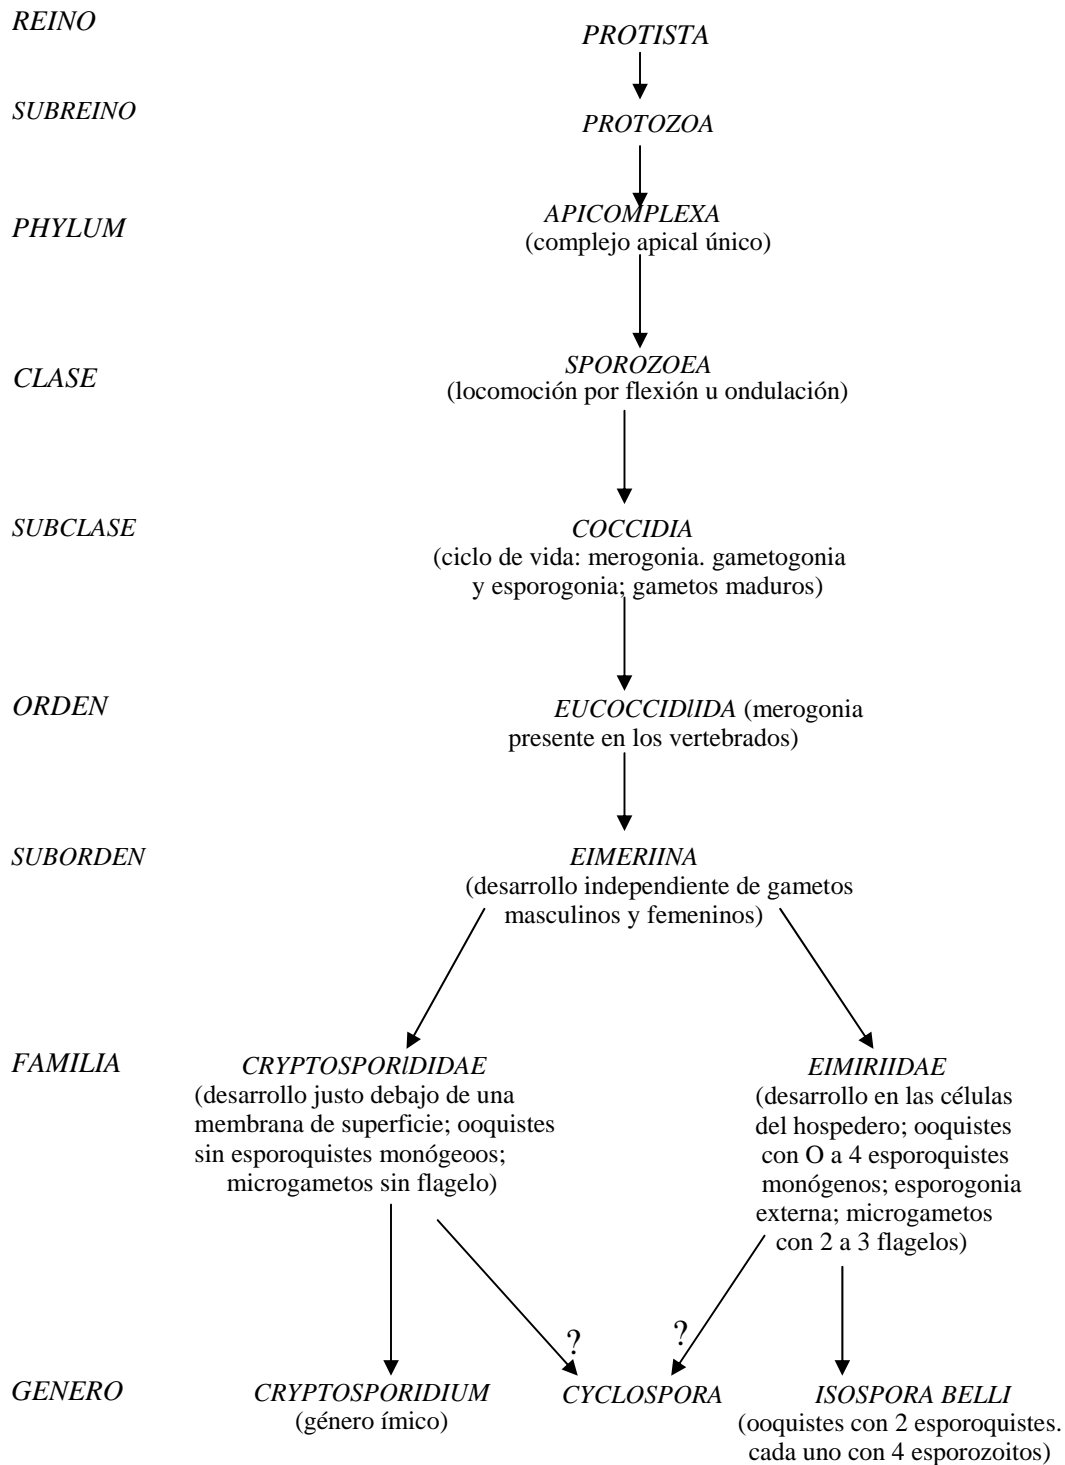 REINO
PROTISTA
SUBREINO
PROTOZOA
PHYLUM
APICOMPLEXA
(complejo apical único)
CLASE
SPOROZOEA
(locomoción por flexión u ondulación)
SUBCLASE
COCCIDIA
(ciclo de vida: merogonia. gametogonia
y esporogonia; gametos maduros)
ORDEN
EUCOCCIDlIDA (merogonia
presente en los vertebrados)
SUBORDEN
EIMERIINA
(desarrollo independiente de gametos
masculinos y femeninos)
FAMILIA
CRYPTOSPORlDIDAE
(desarrollo justo debajo de una
membrana de superficie; ooquistes
sin esporoquistes monógeoos;
microgametos sin flagelo)
EIMIRIIDAE
(desarrollo en las células
del hospedero; ooquistes
con O a 4 esporoquistes
monógenos; esporogonia
externa; microgametos
con 2 a 3 flagelos)
?
?
GENERO
CRYPTOSPORIDIUM
(género ímico)
CYCLOSPORA
ISOSPORA BELLI
(ooquistes con 2 esporoquistes.
cada uno con 4 esporozoitos)